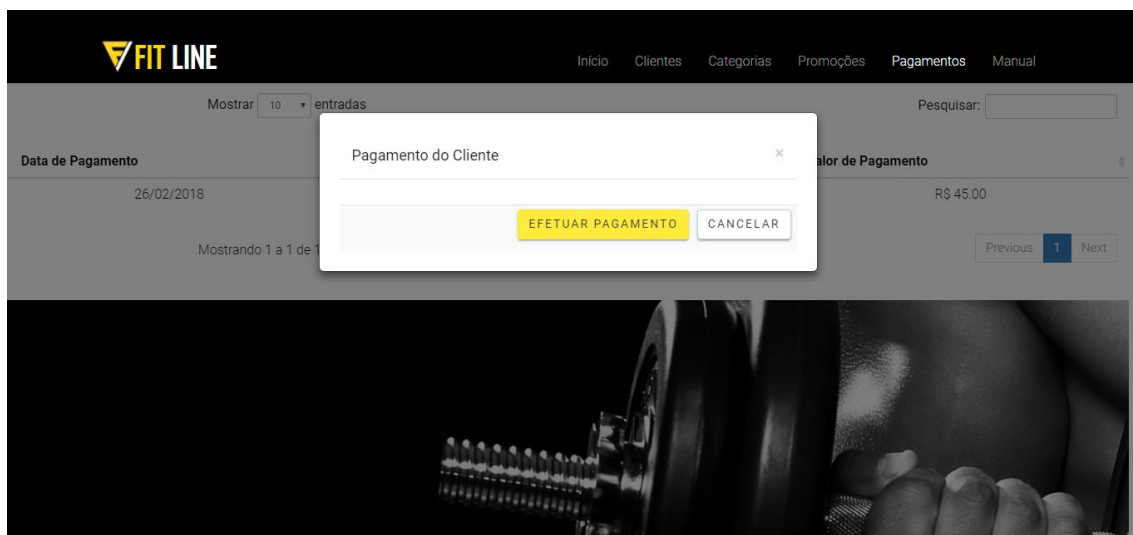 FIT LINE
Início Clientes Categorias Promoções Pagamentos Manual
Mostrar 10 entradas Pesquisar:
Pagamento do Cliente ×
Data de Pagamento alor de Pagamento
26/02/2018 R$ 45.00
EFETUAR PAGAMENTO CANCELAR
Mostrando 1 a 1 de 1 Previous 1 Next